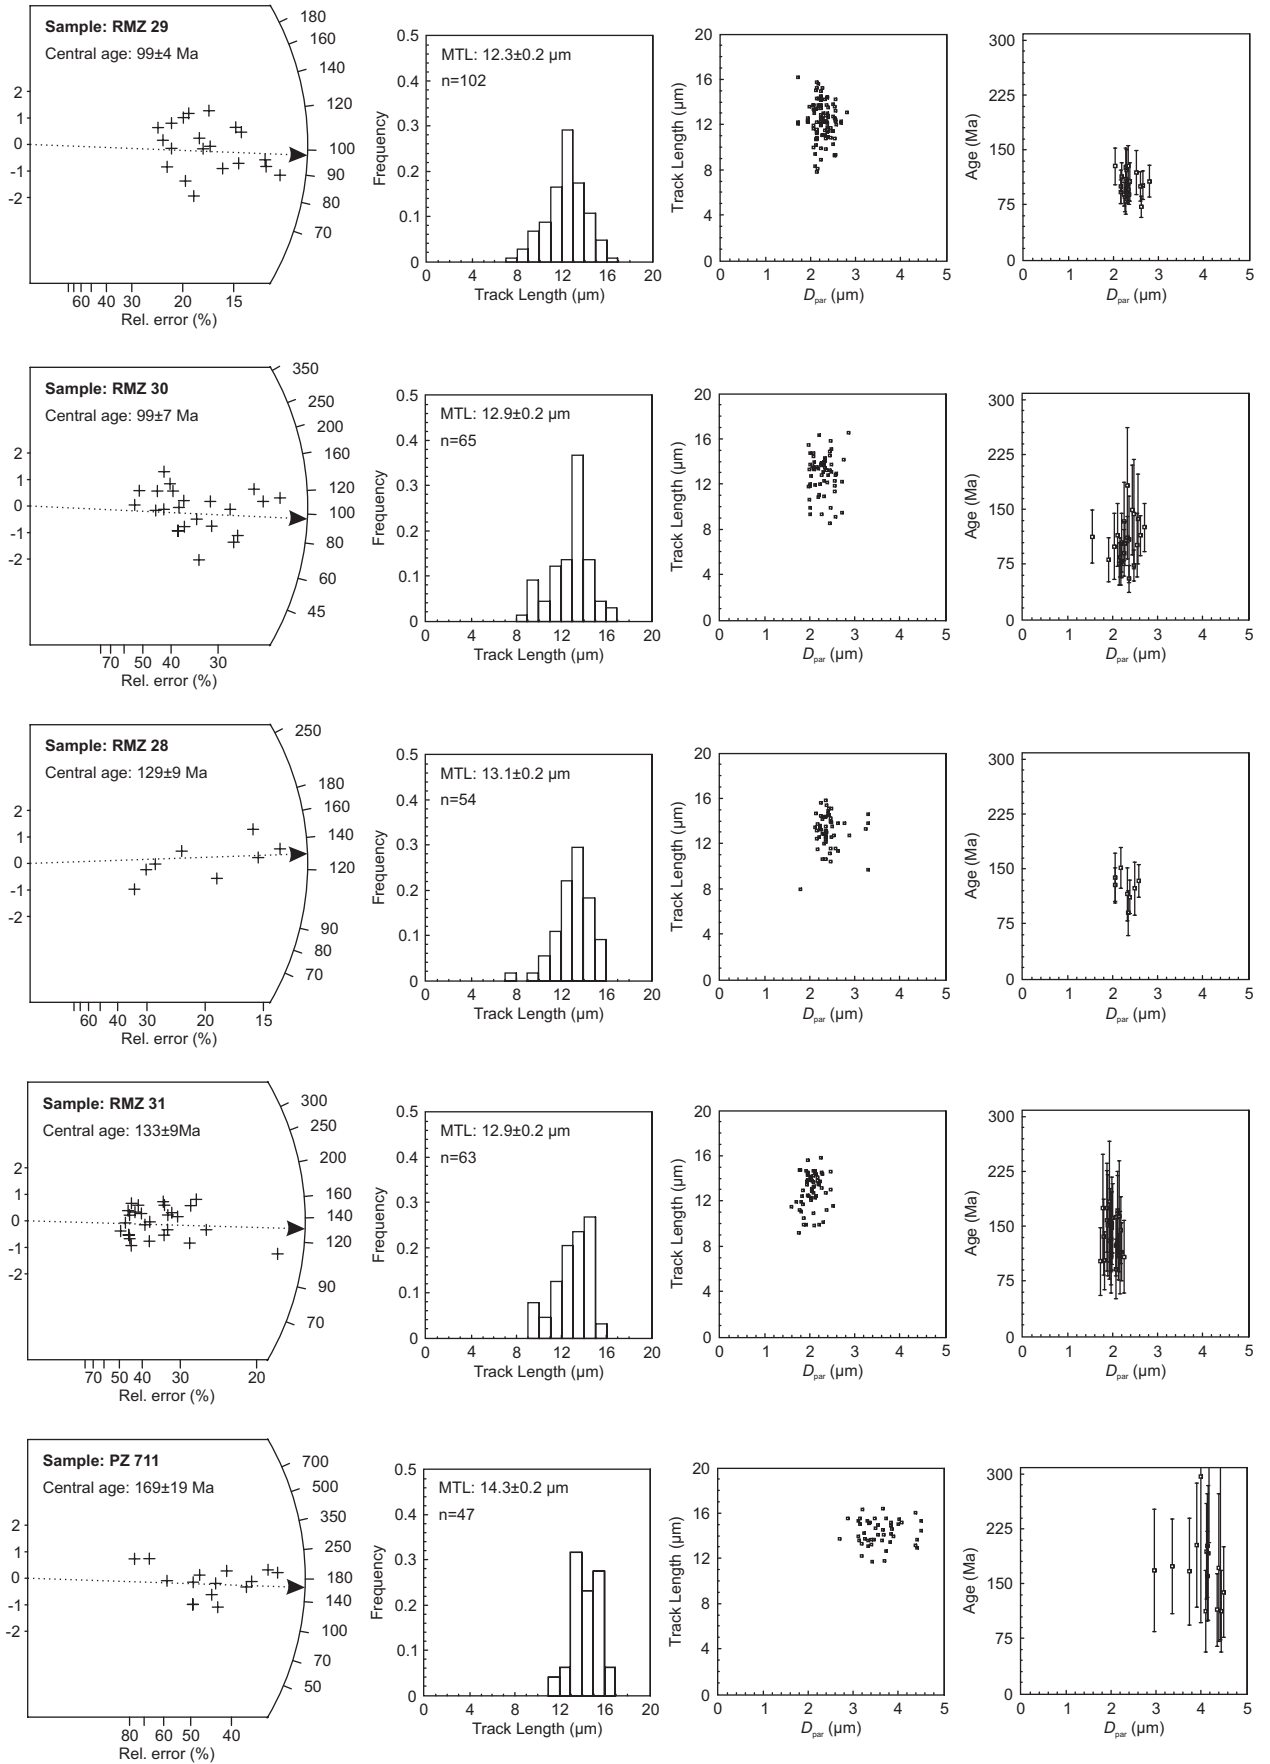 Sample: RMZ 29
Central age: 99±4 Ma
2
1
0
-1
-2
180
160
140
120
100
90
80
70
60 40 30 20 15
Rel. error (%)
MTL: 12.3±0.2 µm
n=102
Frequency
0.5
0.4
0.3
0.2
0.1
0
0 4 8 12 16 20
Track Length (µm)
Track Length (µm)
20
16
12
8
4
0
0 1 2 3 4 5
Dpar (µm)
Age (Ma)
300
225
150
75
0
0 1 2 3 4 5
Dpar (µm)
Sample: RMZ 30
Central age: 99±7 Ma
2
1
0
-1
-2
350
250
200
160
120
100
80
60
45
70 50 40 30
Rel. error (%)
MTL: 12.9±0.2 µm
n=65
Frequency
0.5
0.4
0.3
0.2
0.1
0
0 4 8 12 16 20
Track Length (µm)
Track Length (µm)
20
16
12
8
4
0
0 1 2 3 4 5
Dpar (µm)
Age (Ma)
300
225
150
75
0
0 1 2 3 4 5
Dpar (µm)
Sample: RMZ 28
Central age: 129±9 Ma
2
1
0
-1
-2
250
180
160
140
120
90
80
70
60 40 30 20 15
Rel. error (%)
MTL: 13.1±0.2 µm
n=54
Frequency
0.5
0.4
0.3
0.2
0.1
0
0 4 8 12 16 20
Track Length (µm)
Track Length (µm)
20
16
12
8
4
0
0 1 2 3 4 5
Dpar (µm)
Age (Ma)
300
225
150
75
0
0 1 2 3 4 5
Dpar (µm)
Sample: RMZ 31
Central age: 133±9Ma
2
1
0
-1
-2
300
250
200
160
140
120
90
70
70 50 40 30 20
Rel. error (%)
MTL: 12.9±0.2 µm
n=63
Frequency
0.5
0.4
0.3
0.2
0.1
0
0 4 8 12 16 20
Track Length (µm)
Track Length (µm)
20
16
12
8
4
0
0 1 2 3 4 5
Dpar (µm)
Age (Ma)
300
225
150
75
0
0 1 2 3 4 5
Dpar (µm)
Sample: PZ 711
Central age: 169±19 Ma
2
1
0
-1
-2
700
500
350
250
180
140
100
70
50
80 60 50 40
Rel. error (%)
MTL: 14.3±0.2 µm
n=47
Frequency
0.5
0.4
0.3
0.2
0.1
0
0 4 8 12 16 20
Track Length (µm)
Track Length (µm)
20
16
12
8
4
0
0 1 2 3 4 5
Dpar (µm)
Age (Ma)
300
225
150
75
0
0 1 2 3 4 5
Dpar (µm)